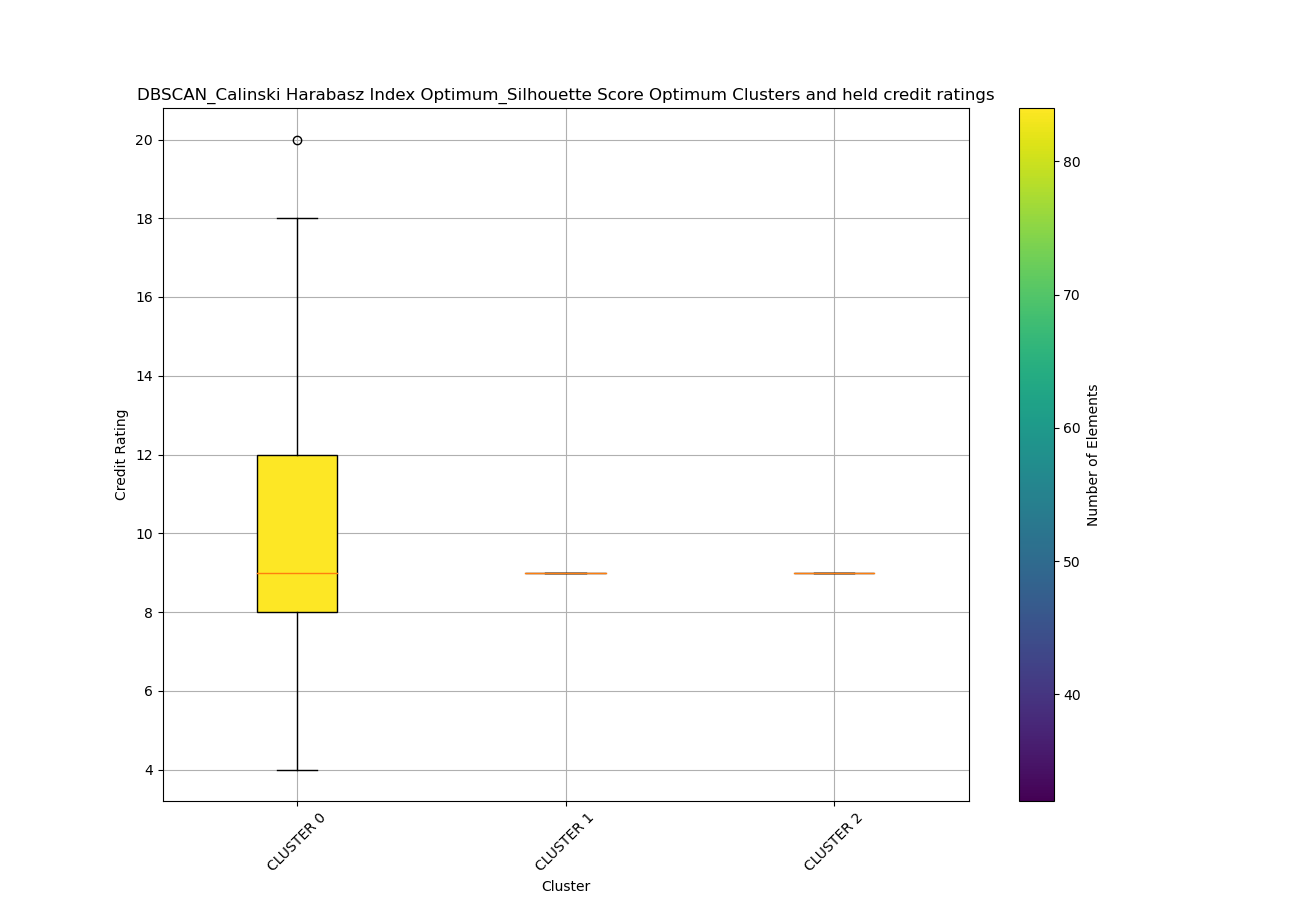 DBSCAN_Calinski Harabasz Index Optimum_Silhouette Score Optimum Clusters and held credit ratings
20
18
16
14
12
10
8
6
4
Credit Rating
CLUSTER 0
CLUSTER 1
CLUSTER 2
Cluster
80
70
60
50
40
Number of Elements